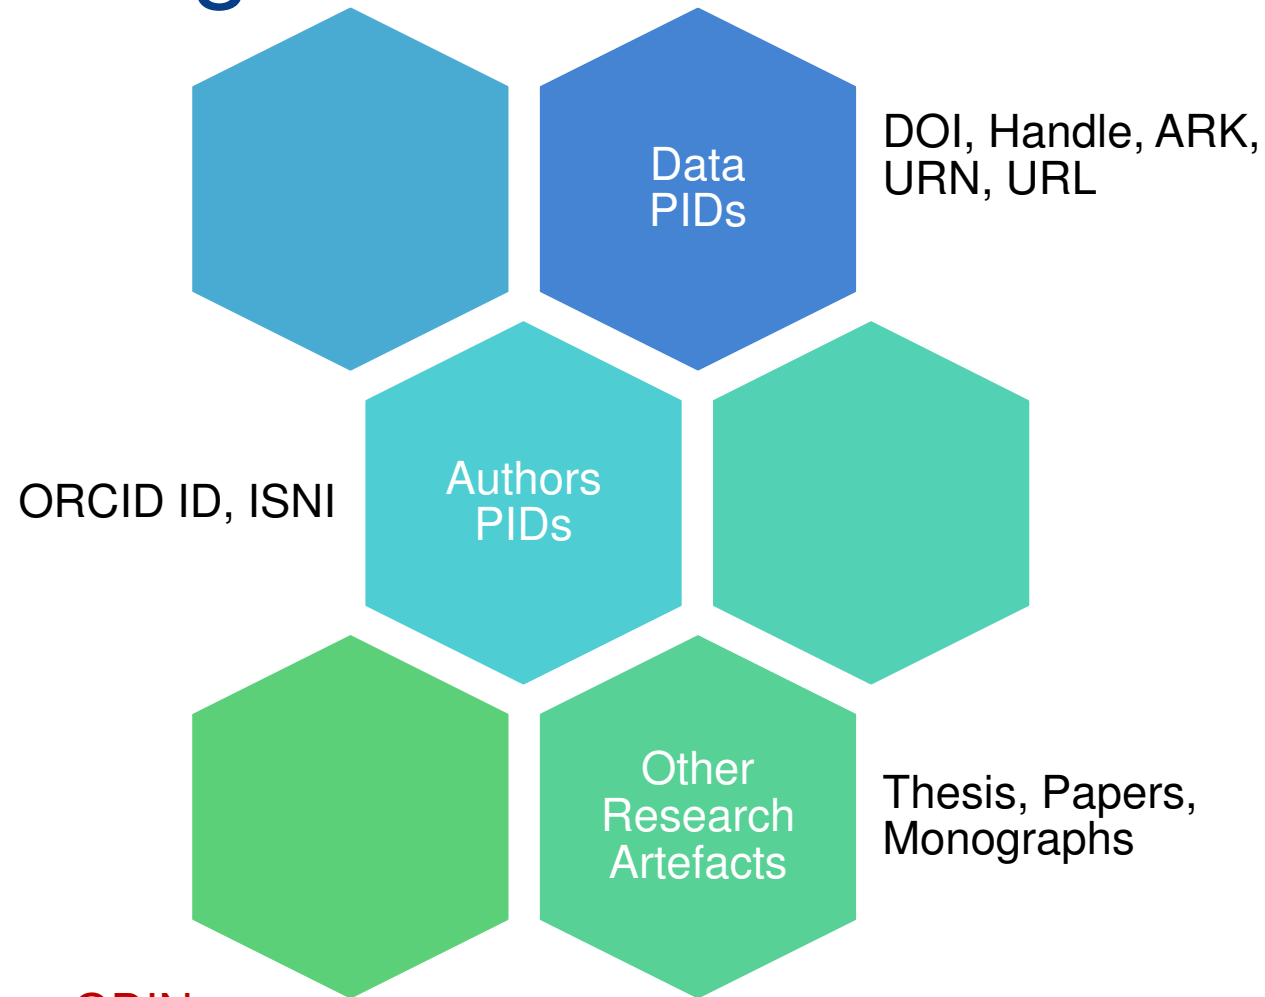 Data
PIDs
DOI, Handle, ARK,
URN, URL
ORCID ID, ISNI
Authors
PIDs
Other
Research
Artefacts
Thesis, Papers,
Monographs